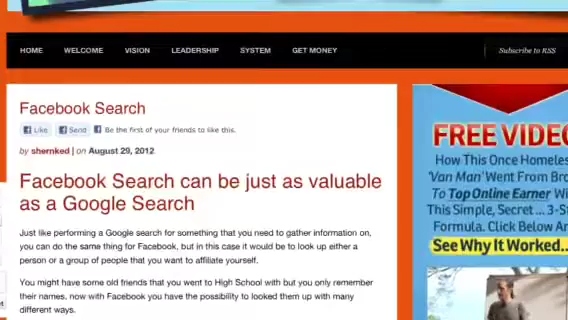 HOME WELCOME VISION LEADERSHIP SYSTEM GET MONEY Subscribe to RSS
Facebook Search
Like Send Be the first of your friends to like this.
by shernked | on August 29, 2012
Facebook Search can be just as valuable
as a Google Search
Just like performing a Google search for something that you need to gather information on,
you can do the same thing for Facebook, but in this case it would be to look up either a
person or a group of people that you want to affiliate yourself.
You might have some old friends that you went to High School with but you only remember
their names, now with Facebook you have the possibility to looked them up with many
different ways.
FREE VIDEO
How This Once Homeless
'Van Man' Went From Bro
To Top Online Earner Wi
This Simple, Secret ... 3-S
Formula. Click Below An
See Why It Worked...